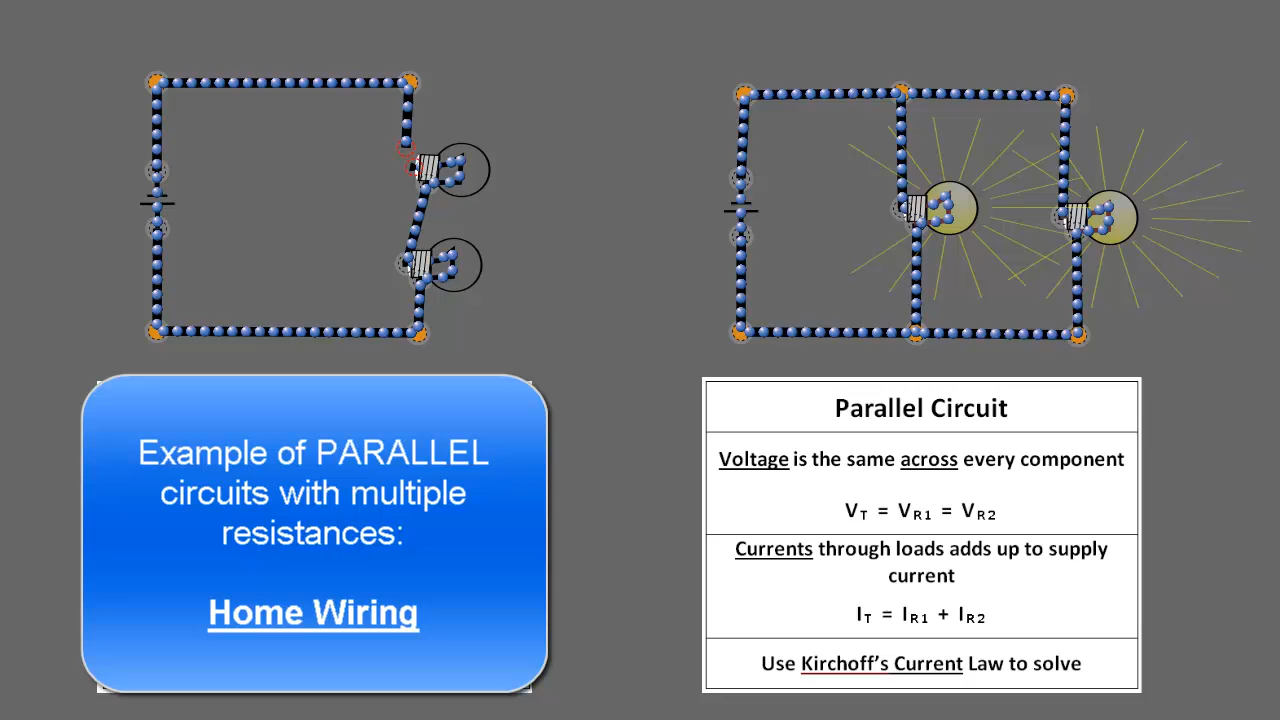 Example of PARALLEL
circuits with multiple
resistances:
Home Wiring
Parallel Circuit
Voltage is the same across every component
VT = VR1 = VR2
Currents through loads adds up to supply
current
IT = IR1 + IR2
Use Kirchoff's Current Law to solve